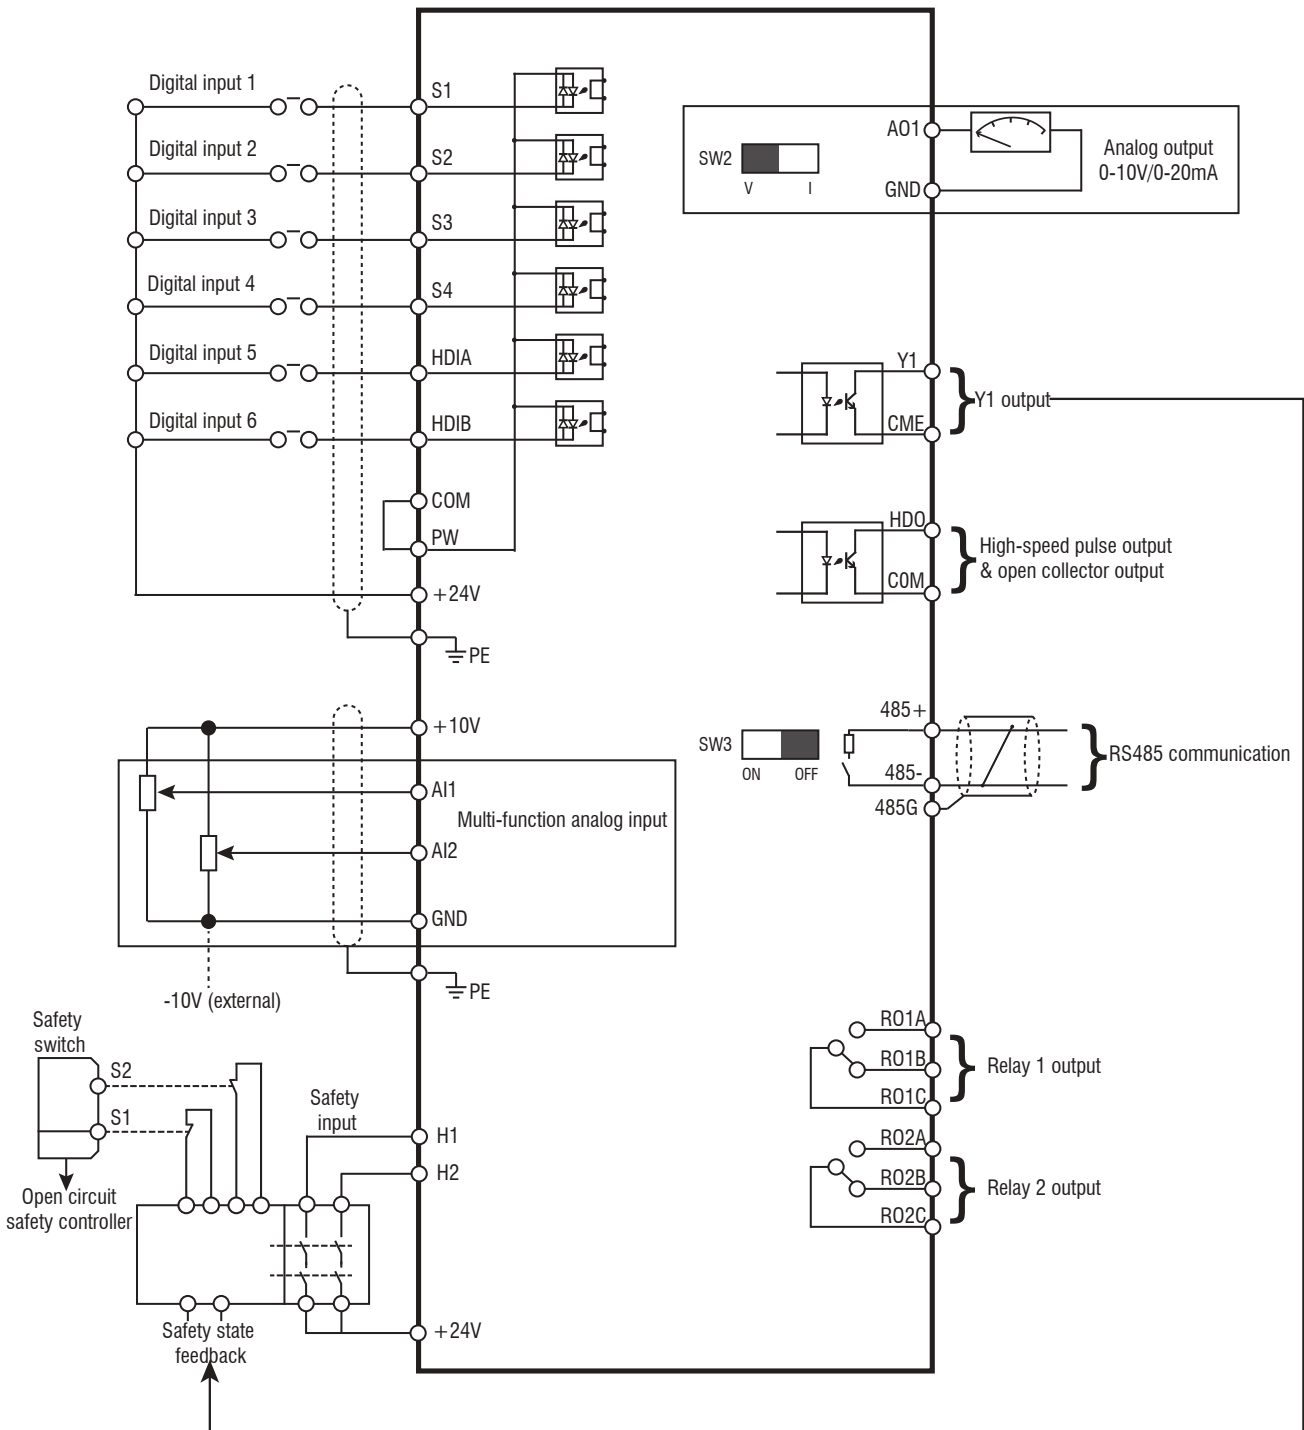 Digital input 1
S1
Digital input 2
S2
Digital input 3
S3
Digital input 4
S4
Digital input 5
HDIA
Digital input 6
HDIB
COM
PW
+24V
PE
+10V
AI1
Multi-function analog input
AI2
GND
PE
-10V (external)
Safety
switch
S2
S1
Open circuit
safety controller
Safety
input
H1
H2
Safety state
feedback
+24V
SW2
V I
AO1
GND
Analog output
0-10V/0-20mA
Y1
CME
Y1 output
HDO
COM
High-speed pulse output
& open collector output
SW3
ON OFF
485+
485-
485G
RS485 communication
RO1A
RO1B
RO1C
Relay 1 output
RO2A
RO2B
RO2C
Relay 2 output